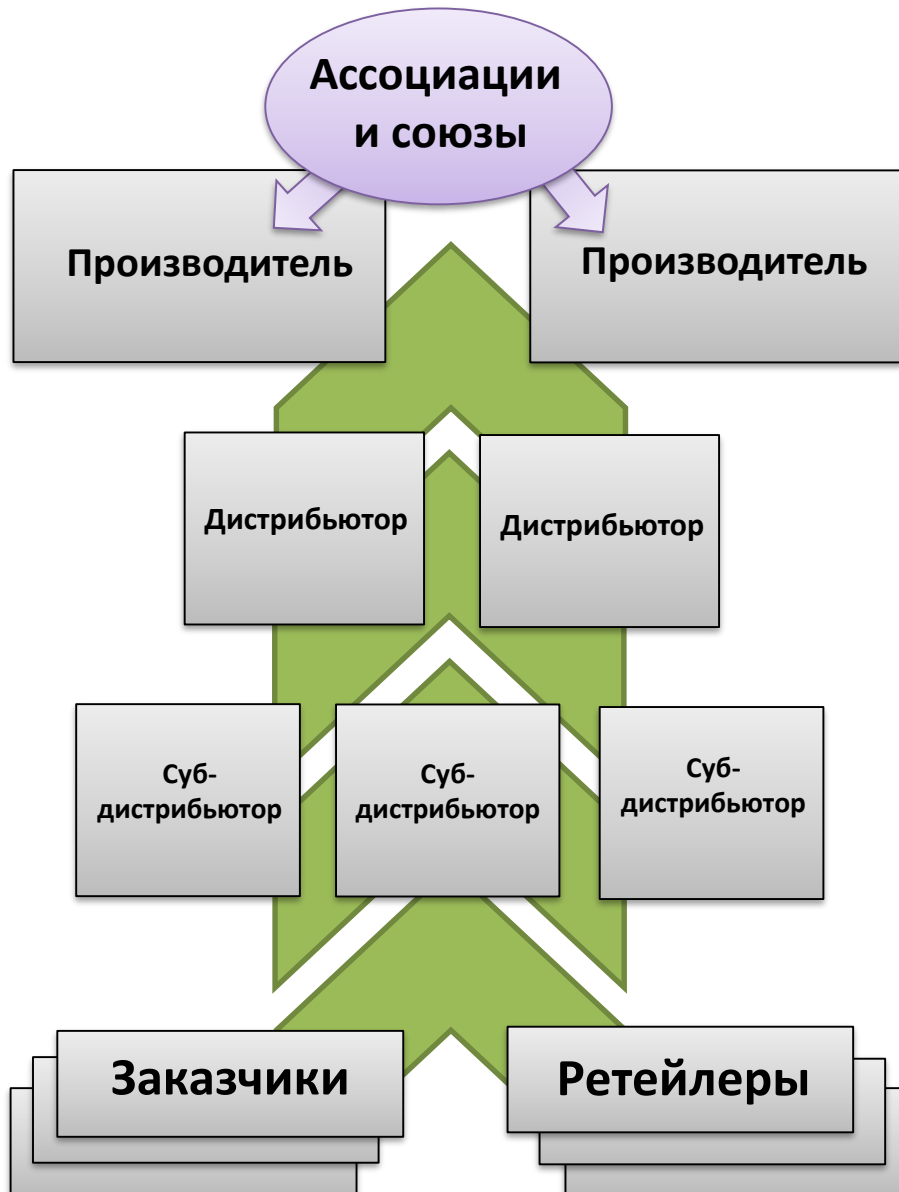 Ассоциации
и союзы
Производитель
Производитель
Дистрибьютор
Дистрибьютор
Суб-
дистрибьютор
Суб-
дистрибьютор
Суб-
дистрибьютор
Заказчики
Ретейлеры